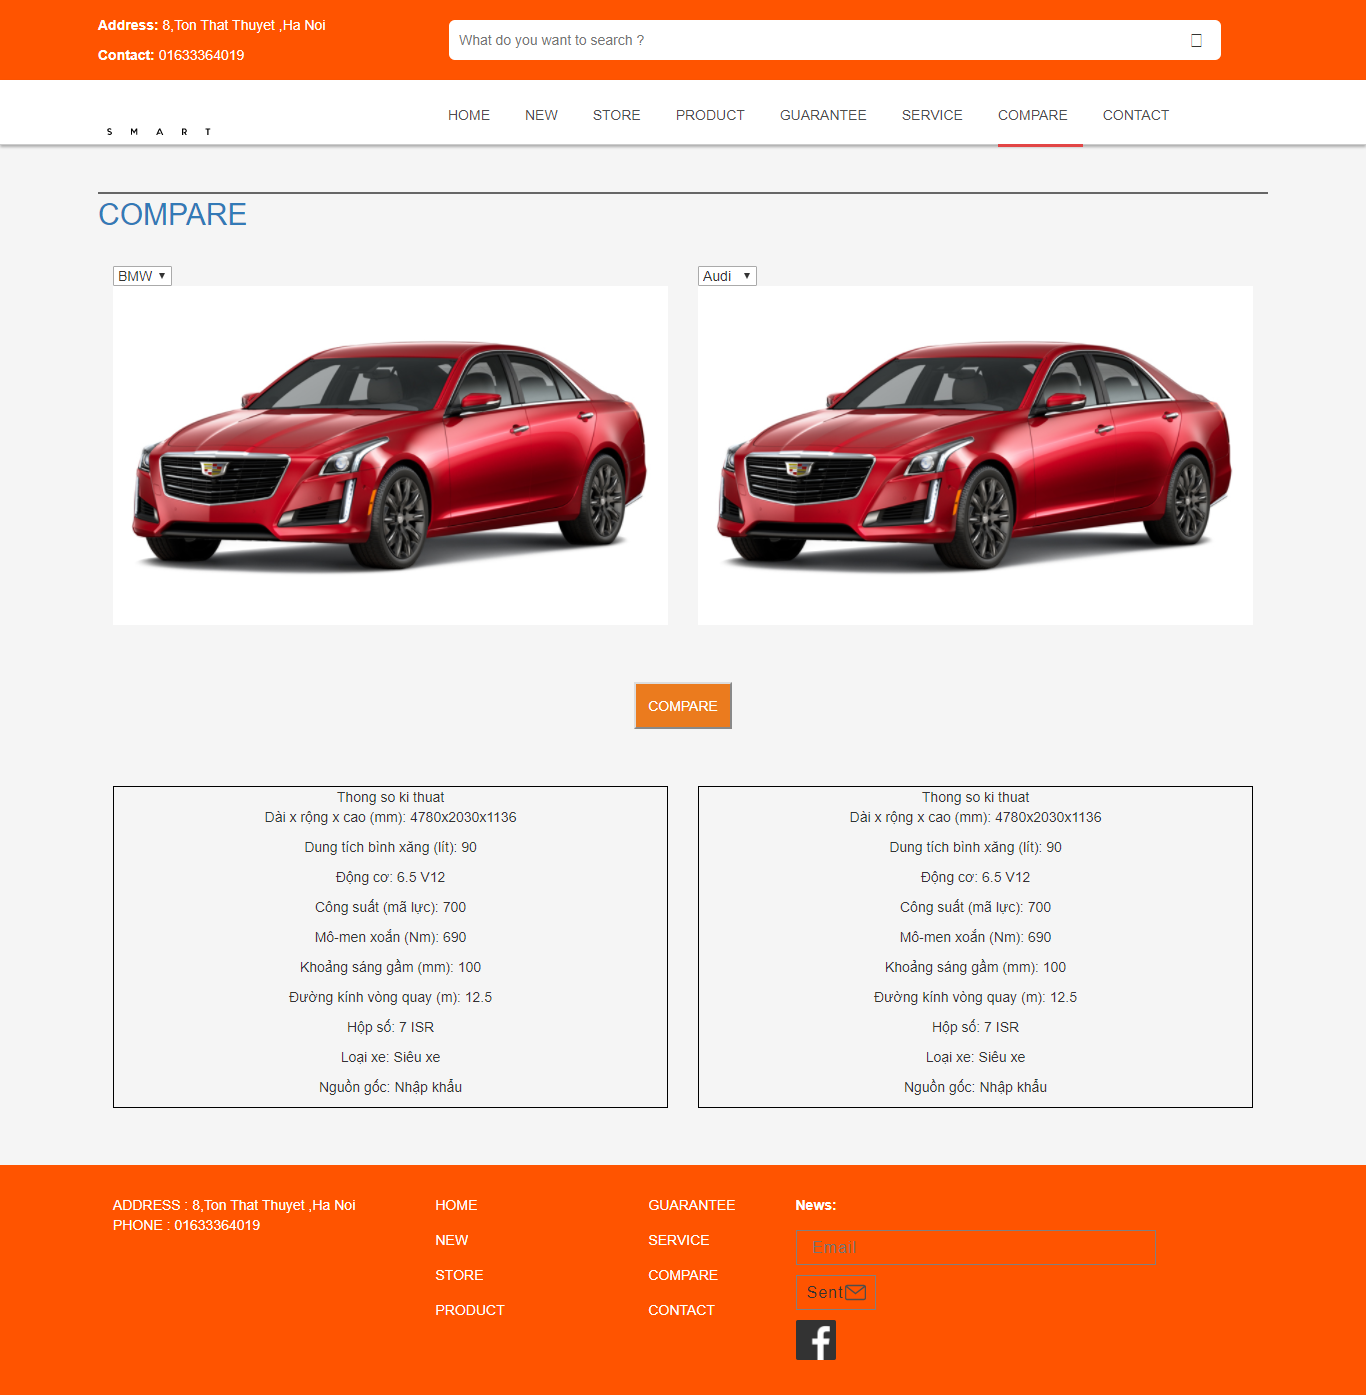 Address: 8,Ton That Thuyet ,Ha Noi
Contact: 01633364019
What do you want to search ?
SMART
HOME NEW STORE PRODUCT GUARANTEE SERVICE COMPARE CONTACT
COMPARE
BMW
Audi
COMPARE
Thong so ki thuat
Dài x rộng x cao (mm): 4780x2030x1136
Dung tích bình xăng (lít): 90
Động cơ: 6.5 V12
Công suất (mã lực): 700
Mô-men xoắn (Nm): 690
Khoảng sáng gầm (mm): 100
Đường kính vòng quay (m): 12.5
Hộp số: 7 ISR
Loại xe: Siêu xe
Nguồn gốc: Nhập khẩu
Thong so ki thuat
Dài x rộng x cao (mm): 4780x2030x1136
Dung tích bình xăng (lít): 90
Động cơ: 6.5 V12
Công suất (mã lực): 700
Mô-men xoắn (Nm): 690
Khoảng sáng gầm (mm): 100
Đường kính vòng quay (m): 12.5
Hộp số: 7 ISR
Loại xe: Siêu xe
Nguồn gốc: Nhập khẩu
ADDRESS : 8,Ton That Thuyet ,Ha Noi
PHONE : 01633364019
HOME
NEW
STORE
PRODUCT
GUARANTEE
SERVICE
COMPARE
CONTACT
News:
Email
Sent